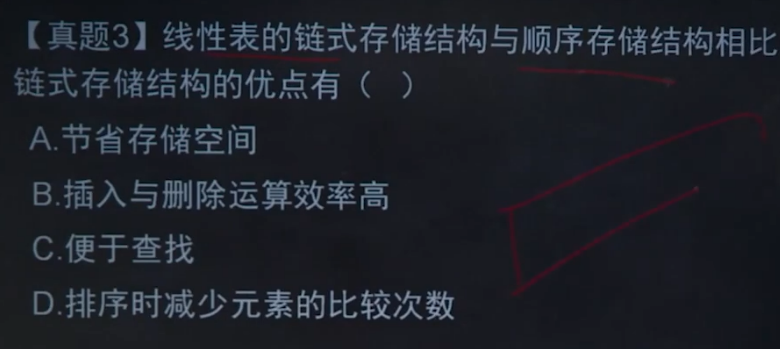 【真题3】线性表的链式存储结构与顺序存储结构相比
链式存储结构的优点有（ ）
A.节省存储空间
B.插入与删除运算效率高
C.便于查找
D.排序时减少元素的比较次数